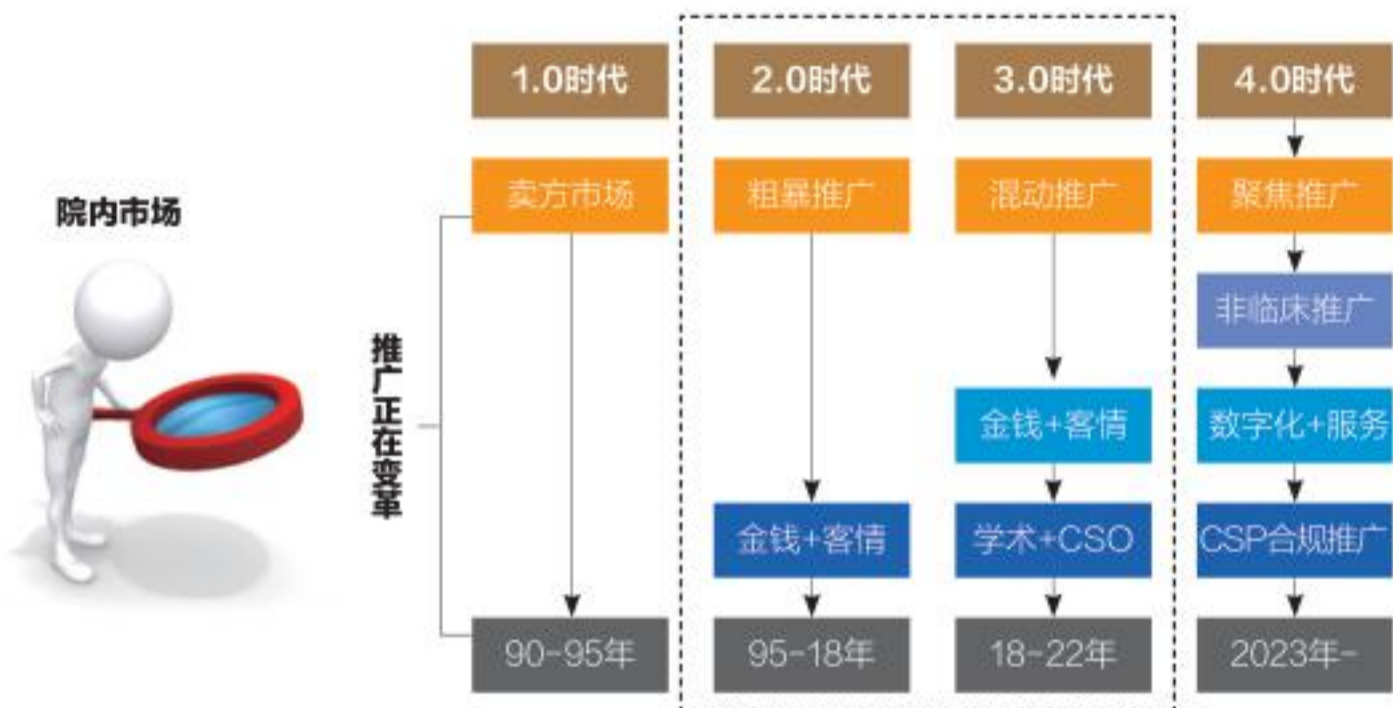 1.0时代
2.0时代
3.0时代
4.0时代
卖方市场
粗暴推广
混动推广
聚焦推广
院内市场
非临床推广
推广正在变革
金钱+客情
数字化+服务
金钱+客情
学术+CSO
CSP合规推广
90-95年
95-18年
18-22年
2023年-